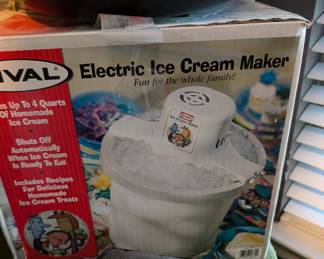 IVAL
Electric Ice Cream Maker
Fun for the whole family!
es Up To 4 Quarts
Of Homemade
Ice Cream
Shuts Off
Automatically
When Ice Cream
Is Ready To Eat
Includes Recipes
For Delicious
Homemade
Ice Cream Treats